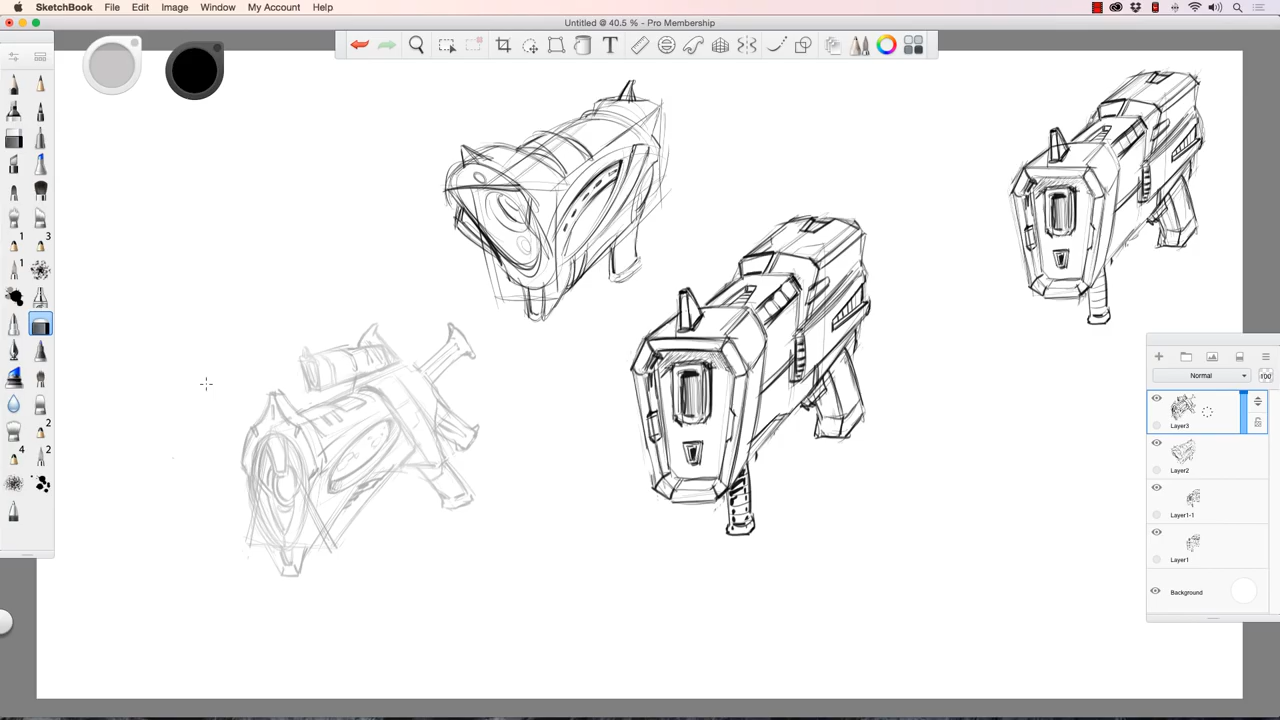 SketchBook File Edit Image Window My Account Help
Untitled @ 40.5 % - Pro Membership
T
1
3
1
2
4
2
Normal
100
Layer3
Layer2
Layer1-1
Layer1
Background